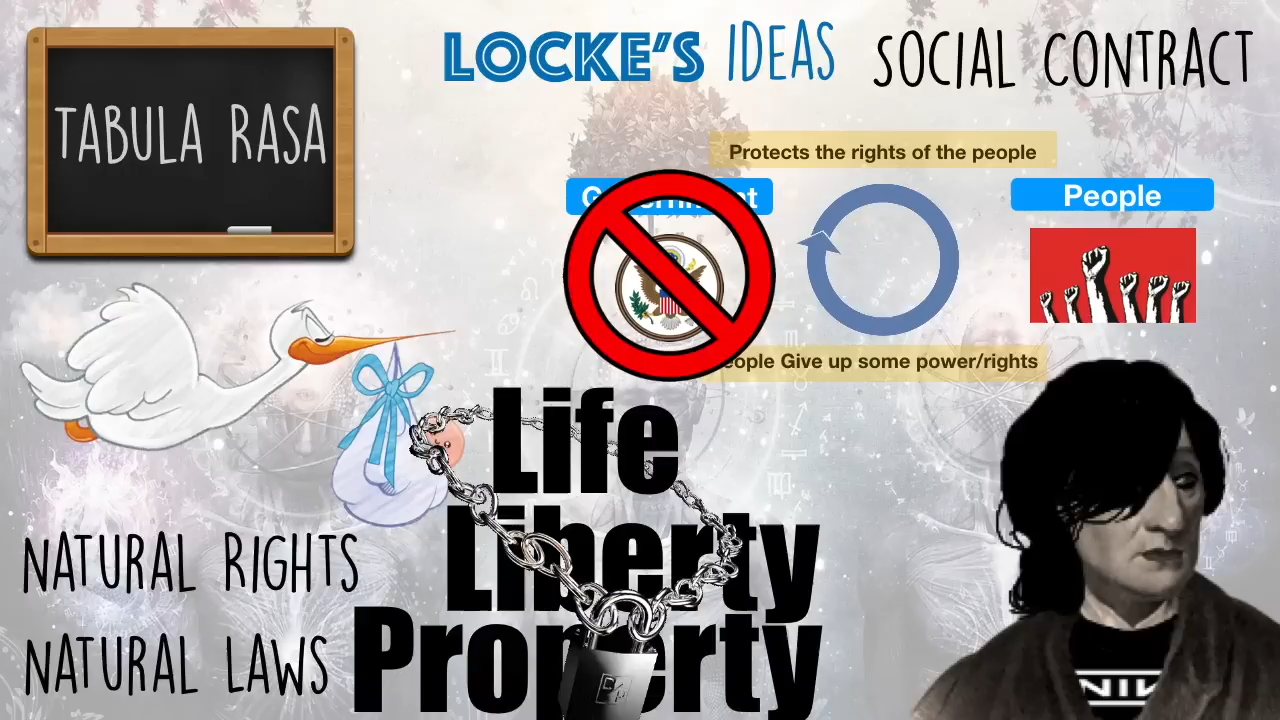 TABULA RASA
LOCKE'S IDEAS
SOCIAL CONTRACT
Protects the rights of the people
People
People Give up some power/rights
Life
Liberty
Property
NATURAL RIGHTS
NATURAL LAWS